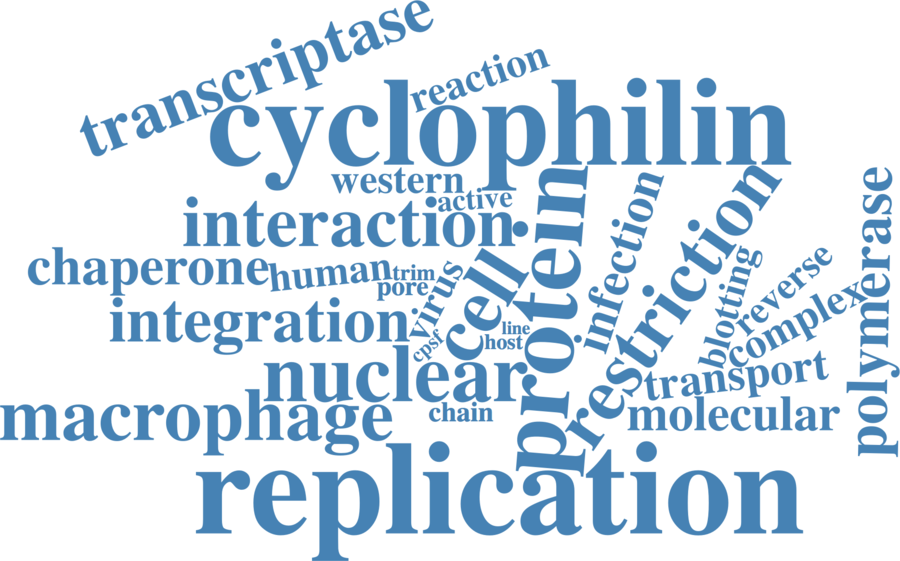 transcriptase
reaction
cyclophilin
western
active
interaction
protein
infection
restriction
polymerase
chaperone
human
trim
pore
virus
cell
blotting
reverse
complex
integration
cpsf
line
host
nuclear
transport
macrophage
chain
molecular
replication